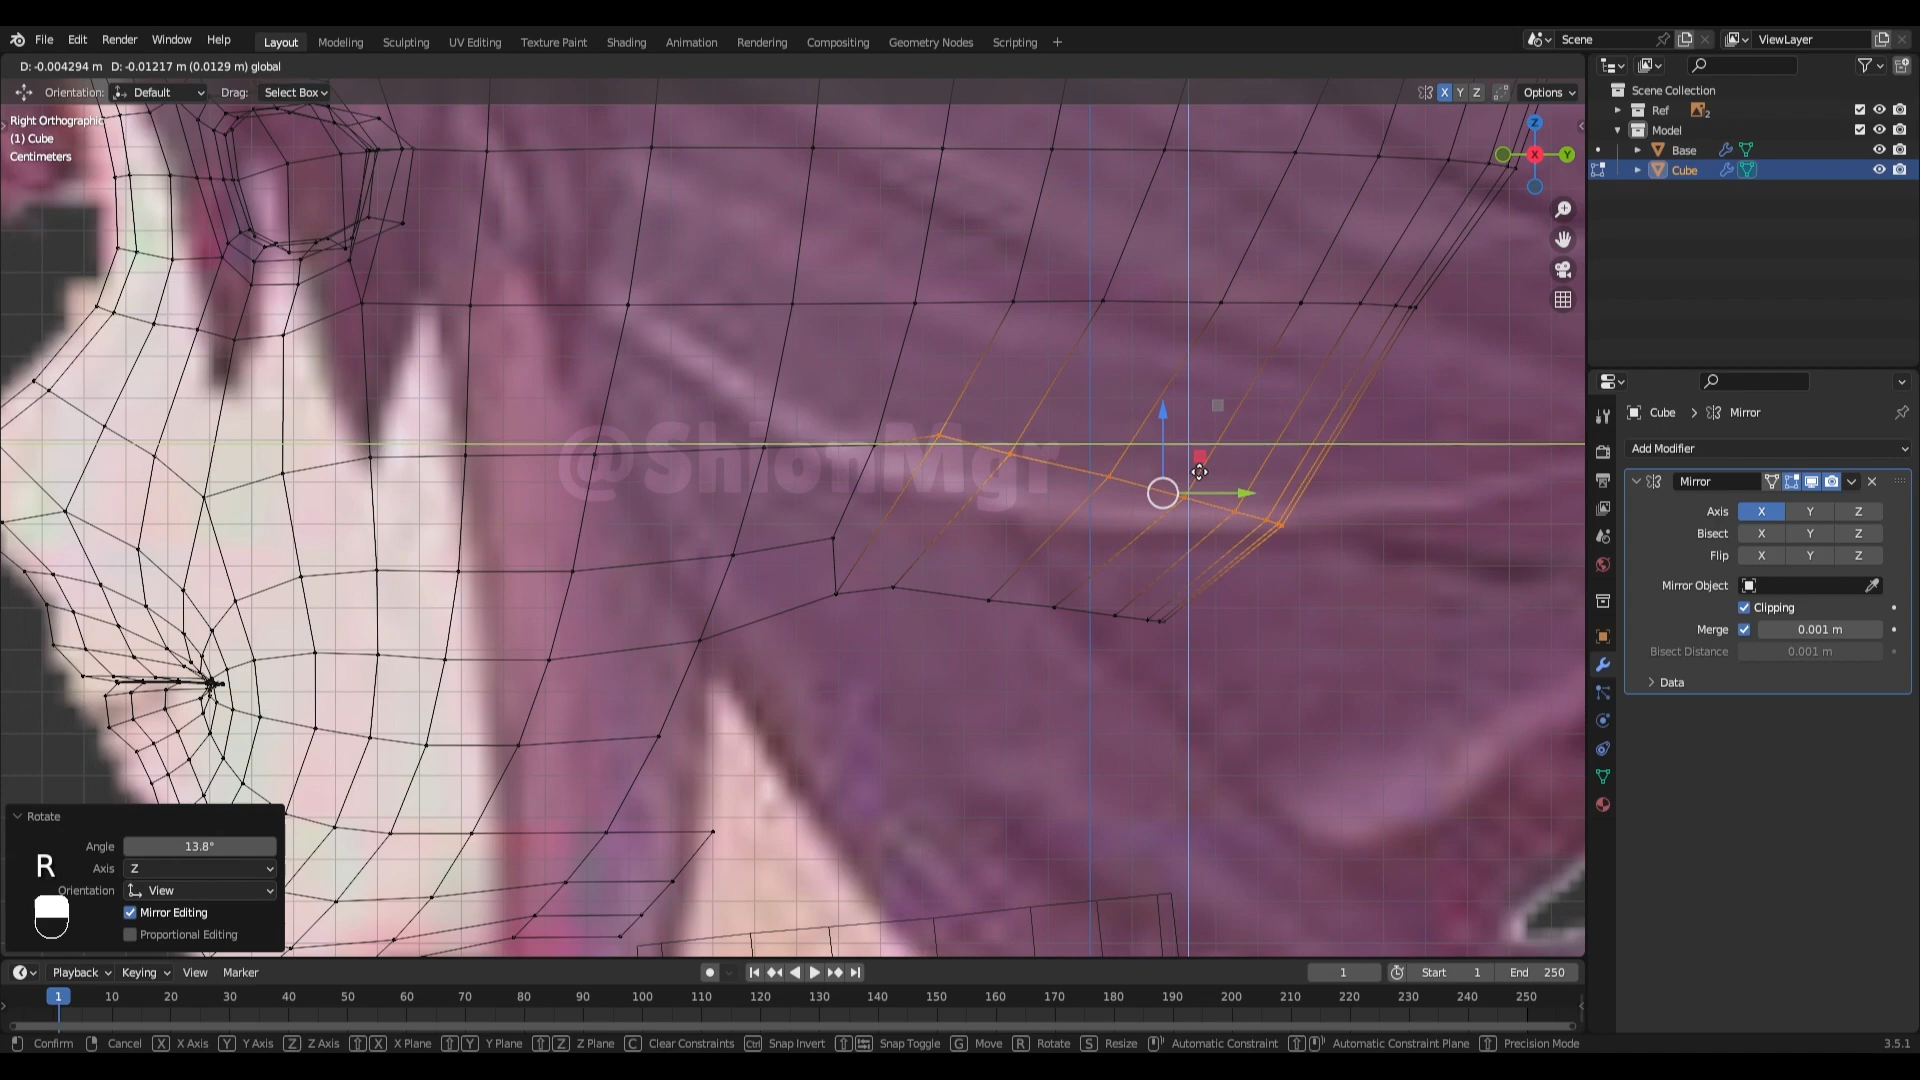 File Edit Render Window Help Layout Modeling Sculpting UV Editing Texture Paint Shading Animation Rendering Compositing Geometry Nodes Scripting + Scene ViewLayer
D: -0.004294 m D: -0.01217 m (0.0129 m) global
Orientation: Default Drag: Select Box X Y Z Options
Right Orthographic
(1) Cube
Centimeters
Z
X
Y
Scene Collection
Ref 2
Model
Base
Cube
Cube > Mirror
Add Modifier
Mirror
Axis X Y Z
Bisect X Y Z
Flip X Y Z
Mirror Object
Clipping
Merge 0.001 m
Bisect Distance 0.001 m
Data
@ShionMgr
Rotate
Angle 13.8°
Axis Z
Orientation View
Mirror Editing
Proportional Editing
R
Playback Keying View Marker 1 Start 1 End 250
1 10 20 30 40 50 60 70 80 90 100 110 120 130 140 150 160 170 180 190 200 210 220 230 240 250
Confirm Cancel X X Axis Y Y Axis Z Z Axis X X Plane Y Y Plane Z Z Plane C Clear Constraints Ctrl Snap Invert Snap Toggle G Move R Rotate S Resize Automatic Constraint Automatic Constraint Plane Precision Mode 3.5.1